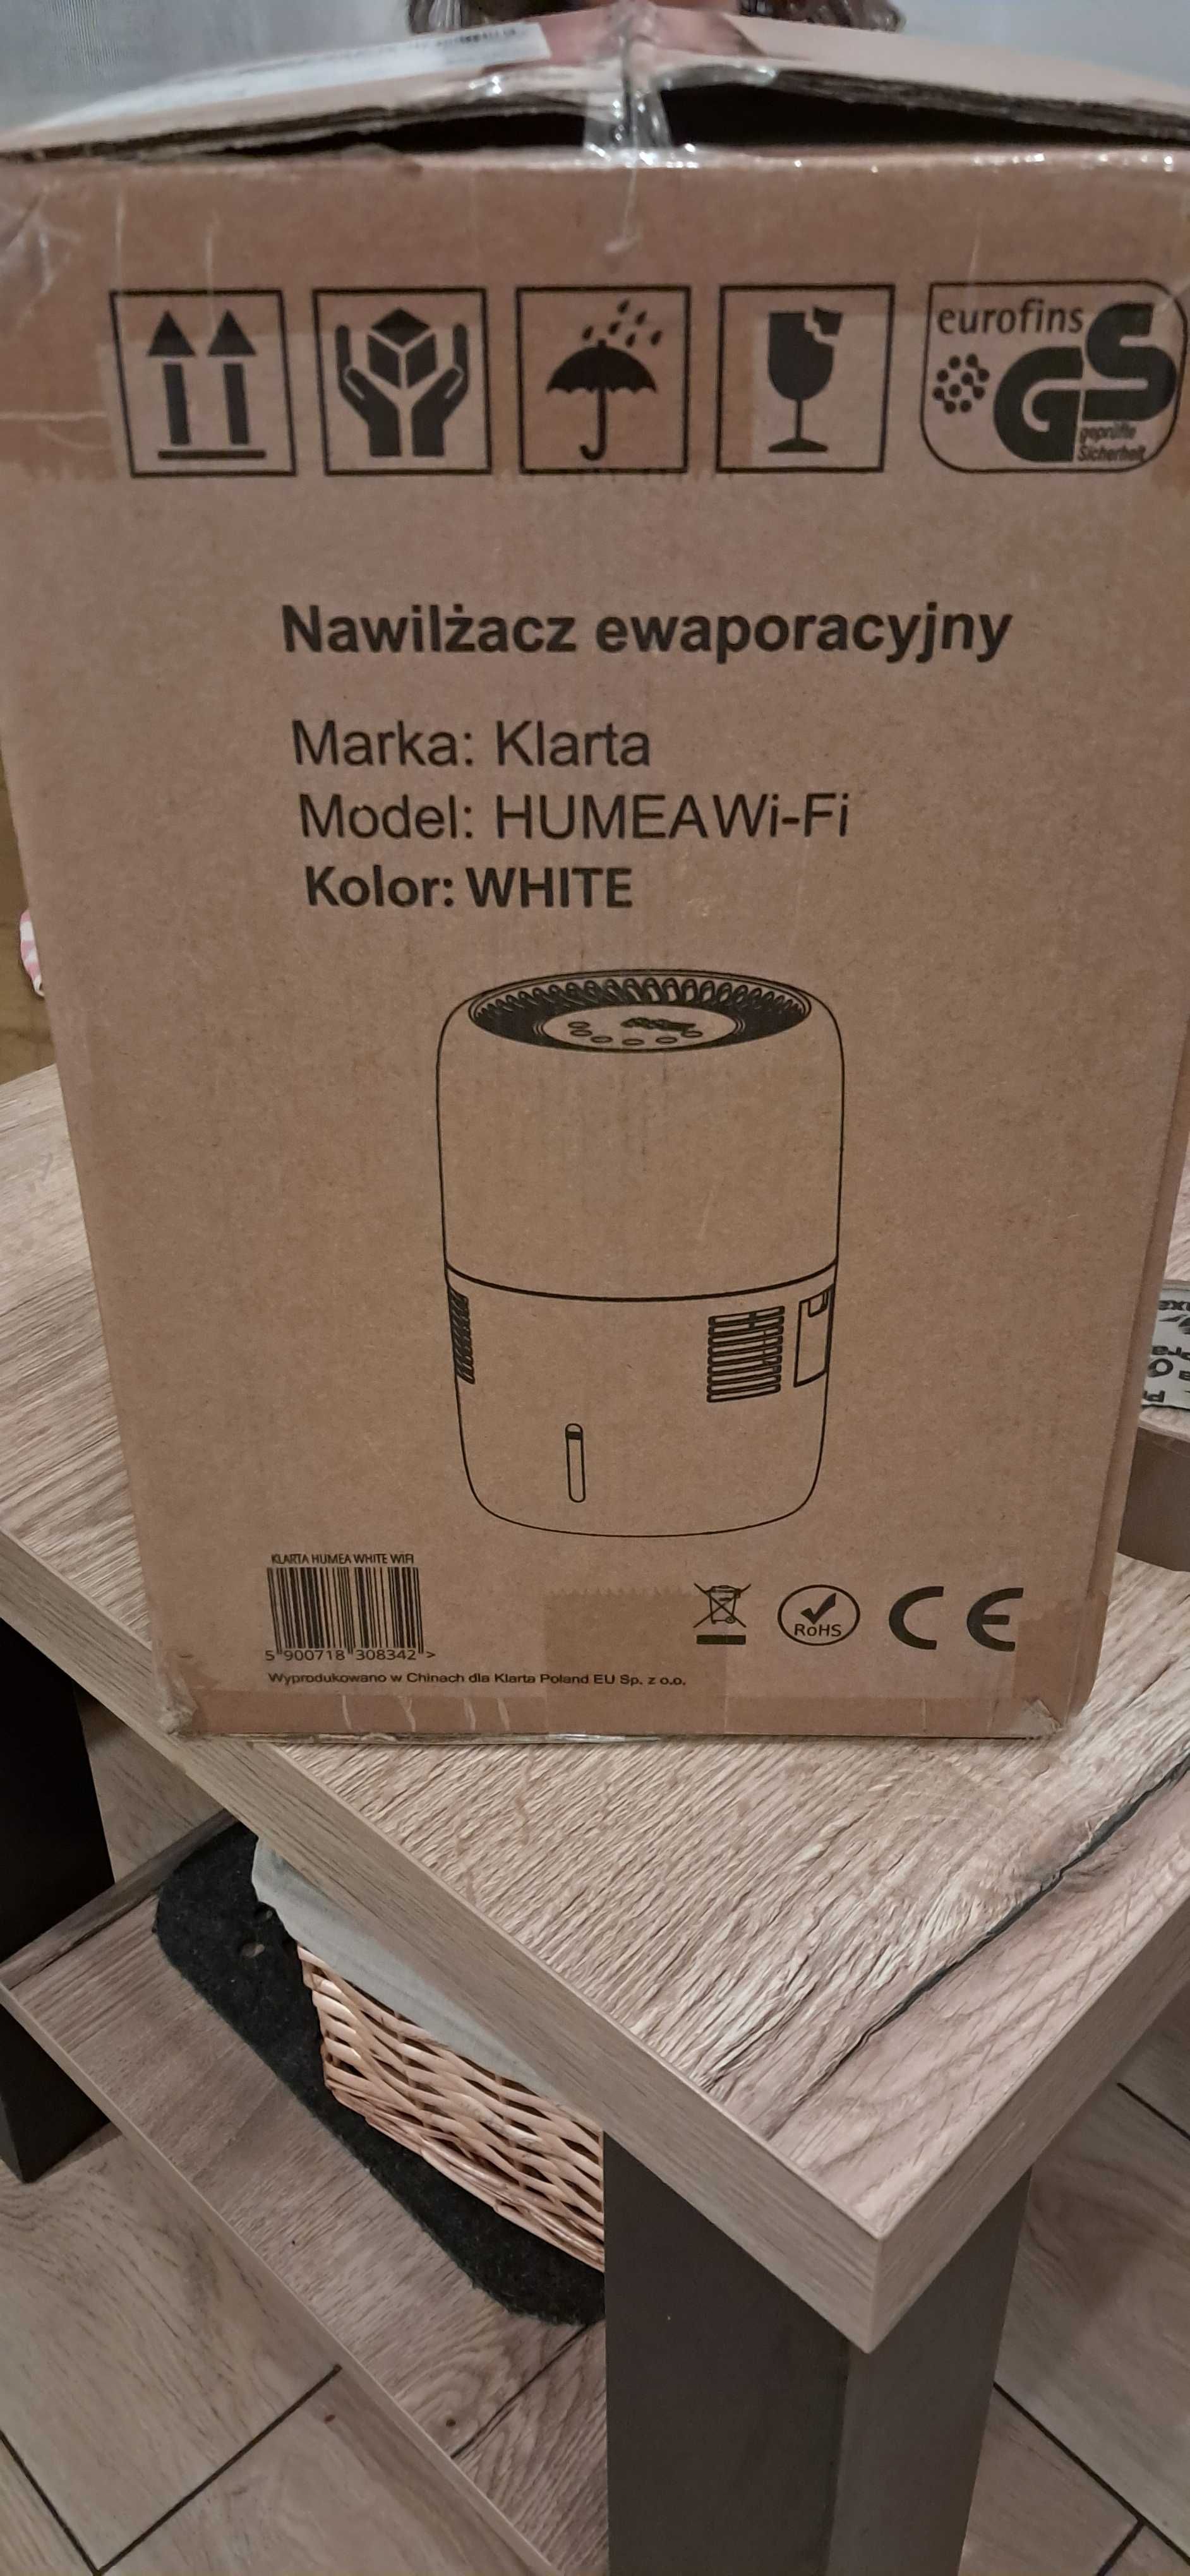 eurofins
GS
geprüfte
Sicherheit
Nawilżacz ewaporacyjny
Marka: Klarta
Model: HUMEAWi-Fi
Kolor: WHITE
KLARTA HUMEA WHITE WIFI
5 900718 308342 >
RoHS
CE
Wyprodukowano w Chinach dla Klarta Poland EU Sp. z o.o.